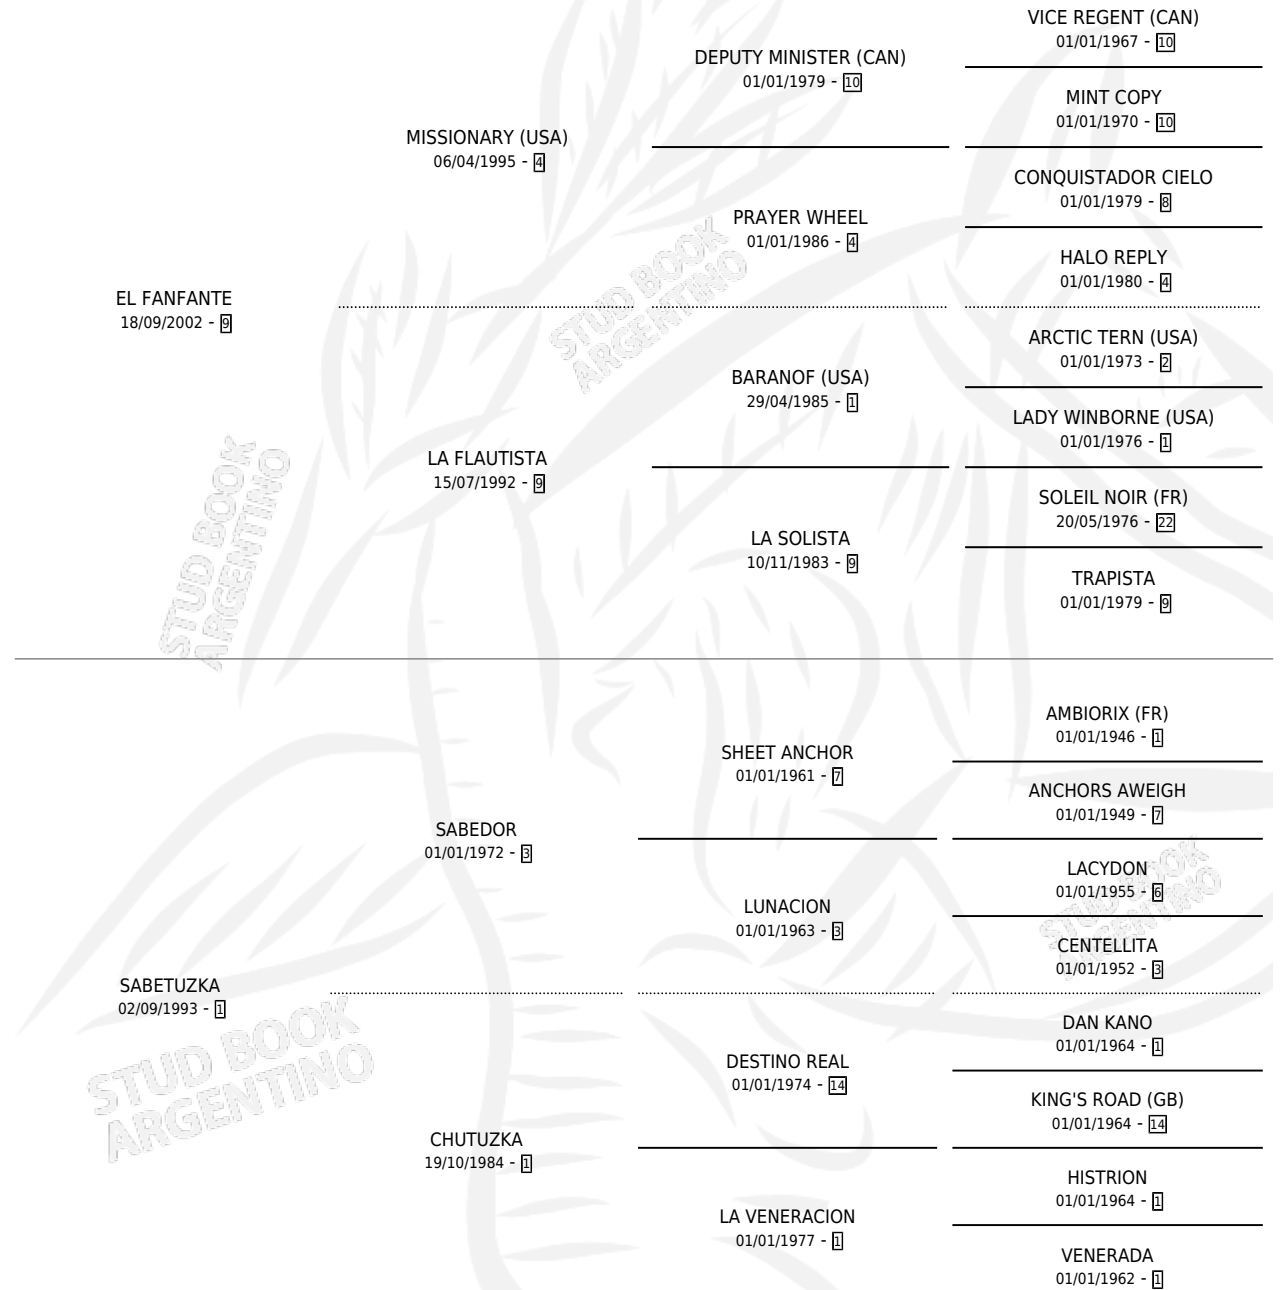 VICE REGENT (CAN)
01/01/1967 - 10
DEPUTY MINISTER (CAN)
01/01/1979 - 10
MINT COPY
01/01/1970 - 10
MISSIONARY (USA)
06/04/1995 - 4
CONQUISTADOR CIELO
01/01/1979 - 8
PRAYER WHEEL
01/01/1986 - 4
HALO REPLY
01/01/1980 - 4
EL FANFANTE
18/09/2002 - 9
ARCTIC TERN (USA)
01/01/1973 - 2
BARANOF (USA)
29/04/1985 - 1
LADY WINBORNE (USA)
01/01/1976 - 1
LA FLAUTISTA
15/07/1992 - 9
SOLEIL NOIR (FR)
20/05/1976 - 22
LA SOLISTA
10/11/1983 - 9
TRAPISTA
01/01/1979 - 9
STUD BOOK
ARGENTINO
STUD BOOK
ARGENTINO
AMBIORIX (FR)
01/01/1946 - 1
SHEET ANCHOR
01/01/1961 - 7
ANCHORS AWEIGH
01/01/1949 - 7
SABEDOR
01/01/1972 - 3
LACYDON
01/01/1955 - 6
LUNACION
01/01/1963 - 3
CENTELLITA
01/01/1952 - 3
STUD BOOK
ARGENTINO
SABETUZKA
02/09/1993 - 1
DAN KANO
01/01/1964 - 1
DESTINO REAL
01/01/1974 - 14
KING'S ROAD (GB)
01/01/1964 - 14
STUD BOOK
ARGENTINO
CHUTUZKA
19/10/1984 - 1
HISTRION
01/01/1964 - 1
LA VENERACION
01/01/1977 - 1
VENERADA
01/01/1962 - 1